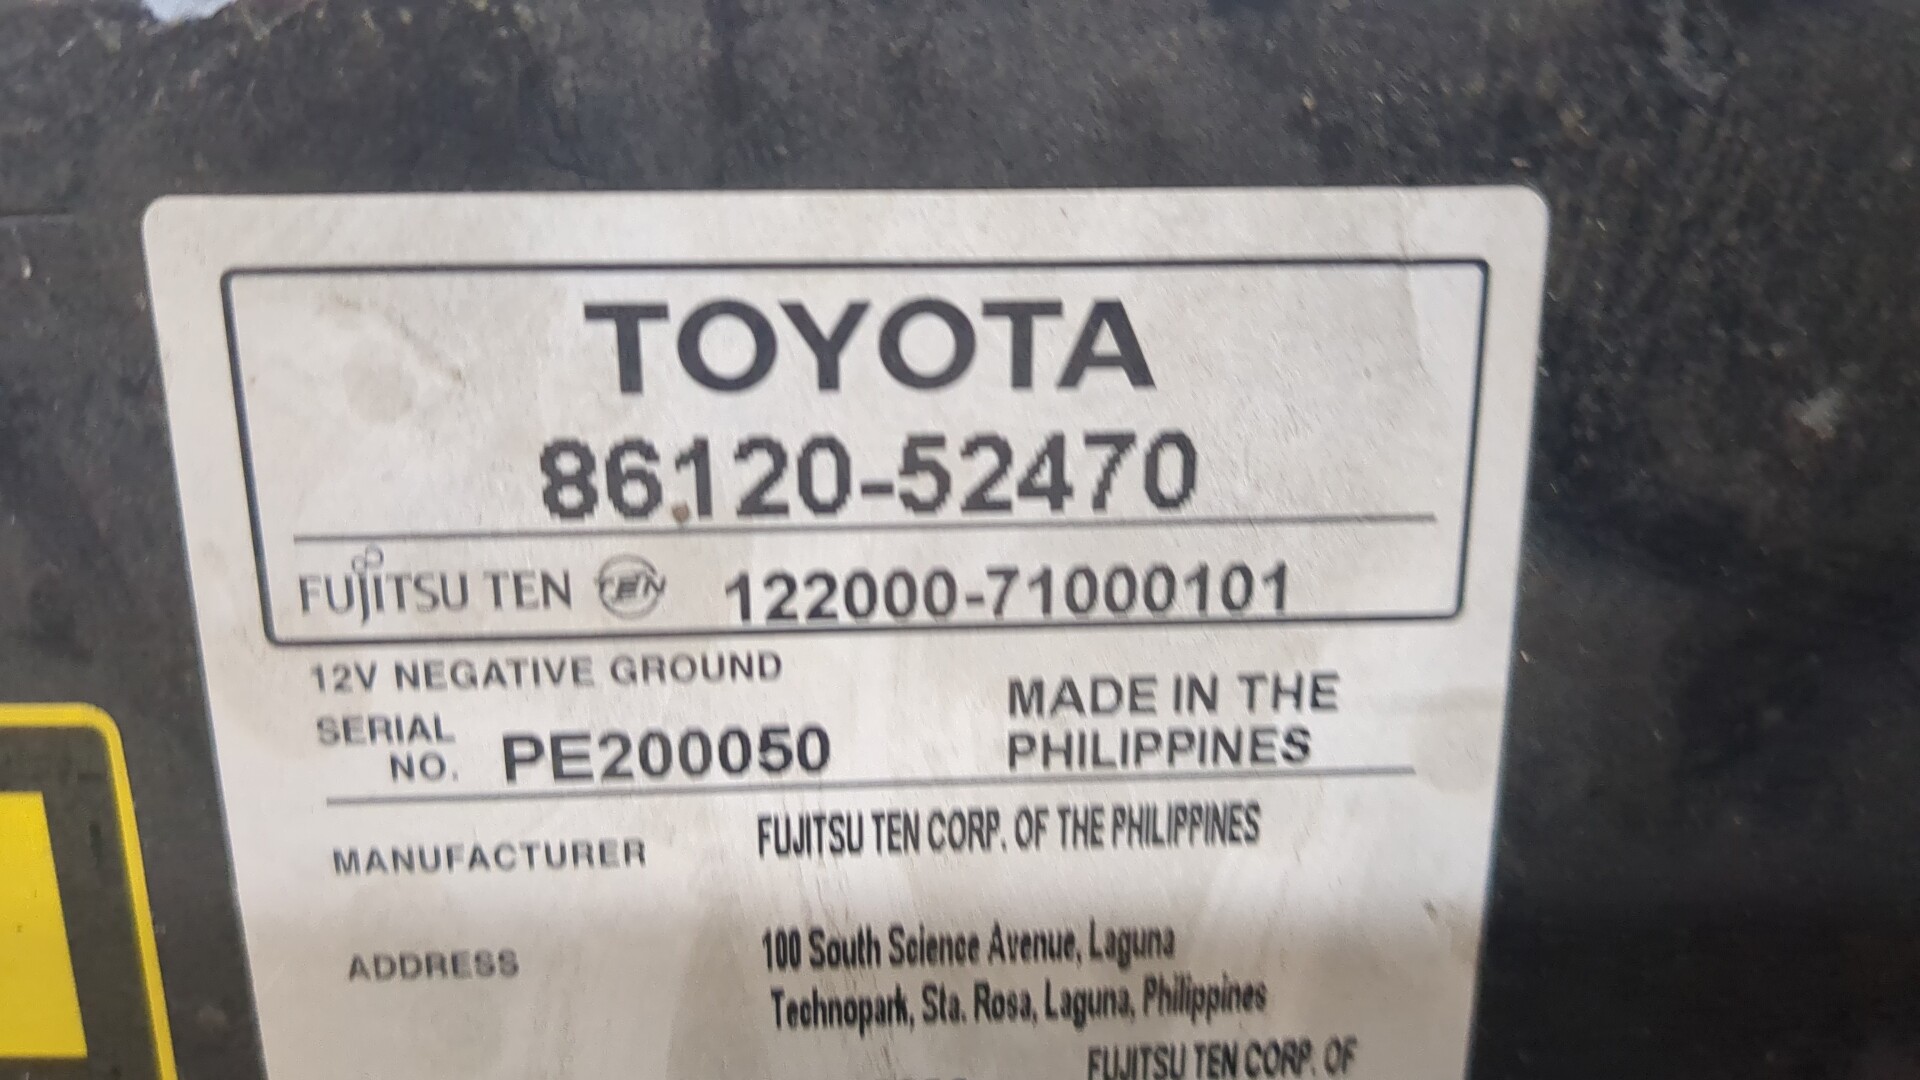 TOYOTA
86120-52470
FUJITSU TEN TEN 122000-71000101
12V NEGATIVE GROUND
SERIAL NO. PE200050
MADE IN THE PHILIPPINES
MANUFACTURER FUJITSU TEN CORP. OF THE PHILIPPINES
ADDRESS 100 South Science Avenue, Laguna
Technopark, Sta. Rosa, Laguna, Philippines
FUJITSU TEN CORP. OF